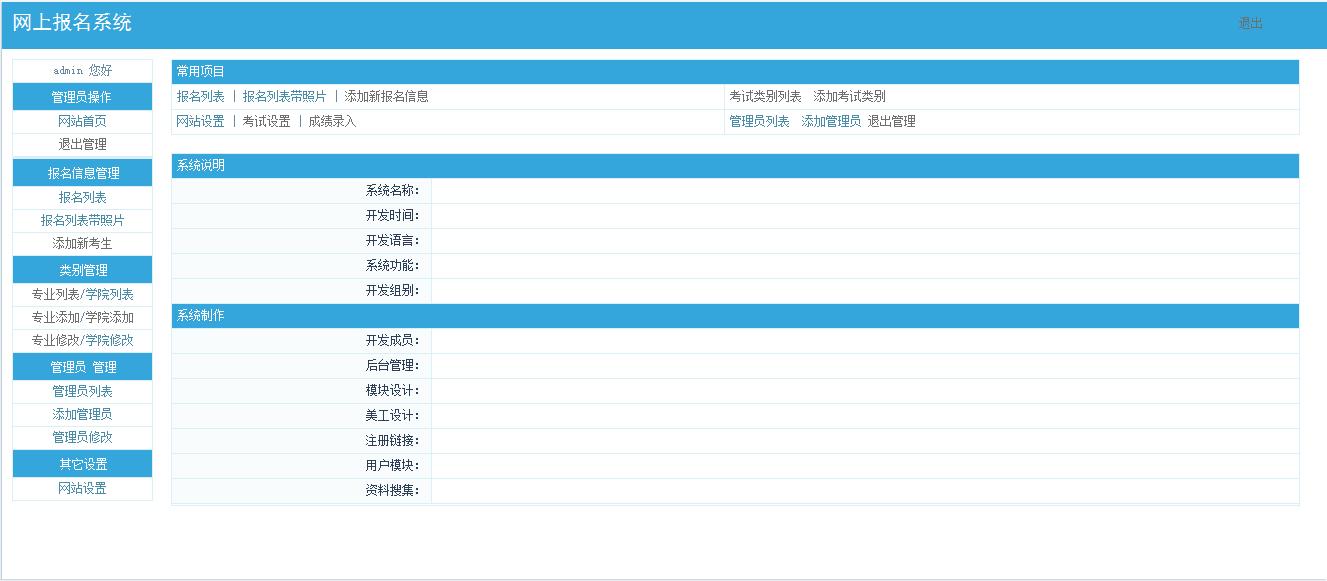 网上报名系统
退出
admin 您好
管理员操作
网站首页
退出管理
报名信息管理
报名列表
报名列表带照片
添加新考生
类别管理
专业列表/学院列表
专业添加/学院添加
专业修改/学院修改
管理员 管理
管理员列表
添加管理员
管理员修改
其它设置
网站设置
常用项目
报名列表 | 报名列表带照片 | 添加新报名信息
考试类别列表 添加考试类别
网站设置 | 考试设置 | 成绩录入
管理员列表 添加管理员 退出管理
系统说明
系统名称：
开发时间：
开发语言：
系统功能：
开发组别：
系统制作
开发成员：
后台管理：
模块设计：
美工设计：
注册链接：
用户模块：
资料搜集：